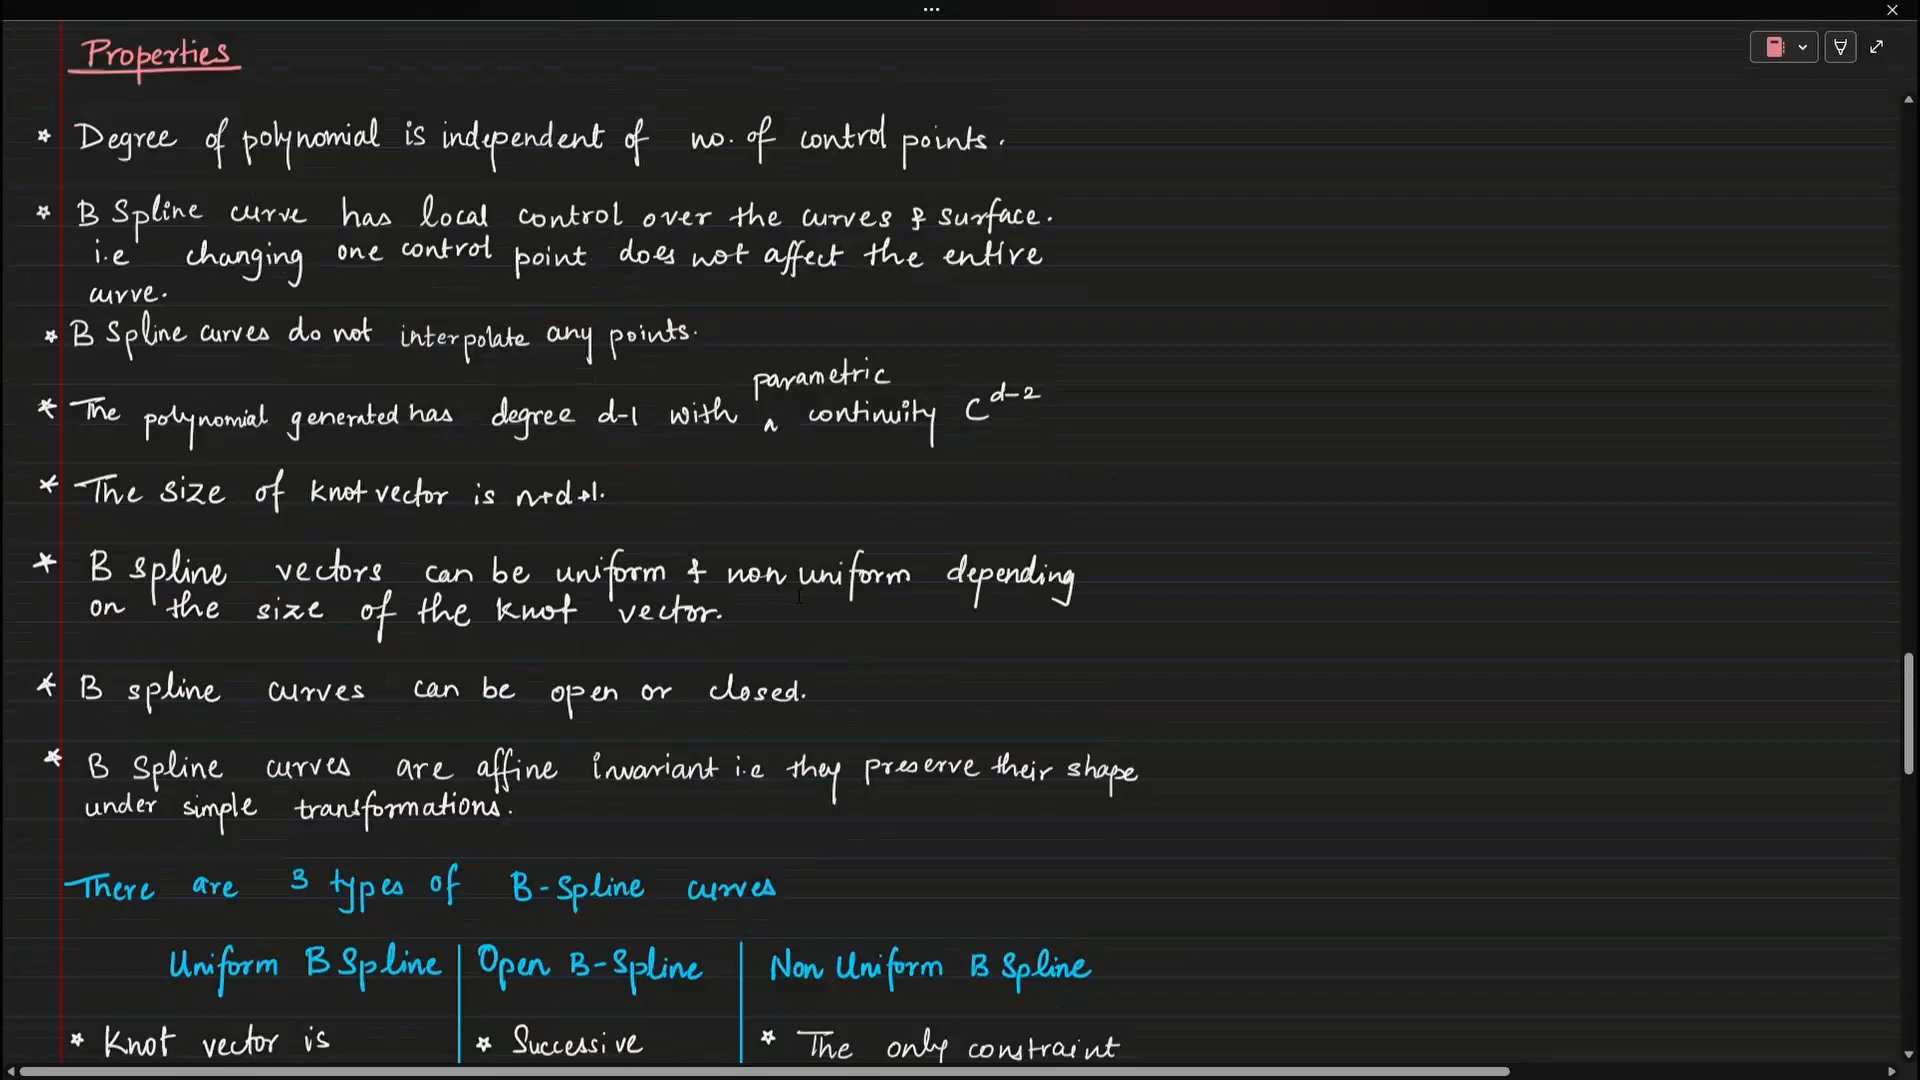 Properties
* Degree of polynomial is independent of no. of control points.
* B Spline curve has local control over the curves & surface.
i.e changing one control point does not affect the entire
curve.
* B Spline curves do not interpolate any points.
parametric
* The polynomial generated has degree d-1 with ^ continuity C^d-2
* The size of knot vector is n+d+1.
* B spline vectors can be uniform & non uniform depending
on the size of the knot vector.
* B spline curves can be open or closed.
* B Spline curves are affine invariant i.e they preserve their shape
under simple transformations.
There are 3 types of B-Spline curves
Uniform B Spline | Open B-Spline | Non Uniform B Spline
* Knot vector is | * Successive | * The only constraint